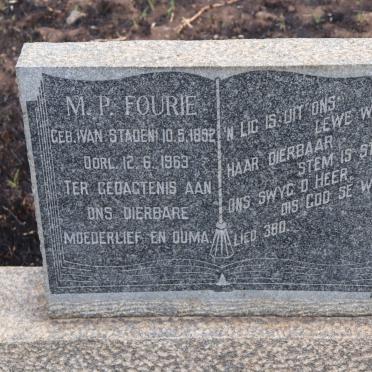 M. P. FOURIE
GEB. (VAN STADEN) 10.5.1892
OORL. 12.6.1963
TER GEDAGTENIS AAN
ONS DIERBARE
MOEDERLIEF EN OUMA
'N LIG IS UIT ONS
LEWE W
HAAR DIERBAAR
STEM IS ST
ONS SWYG O HEER,
DIS GOD SE W
LIED 380.